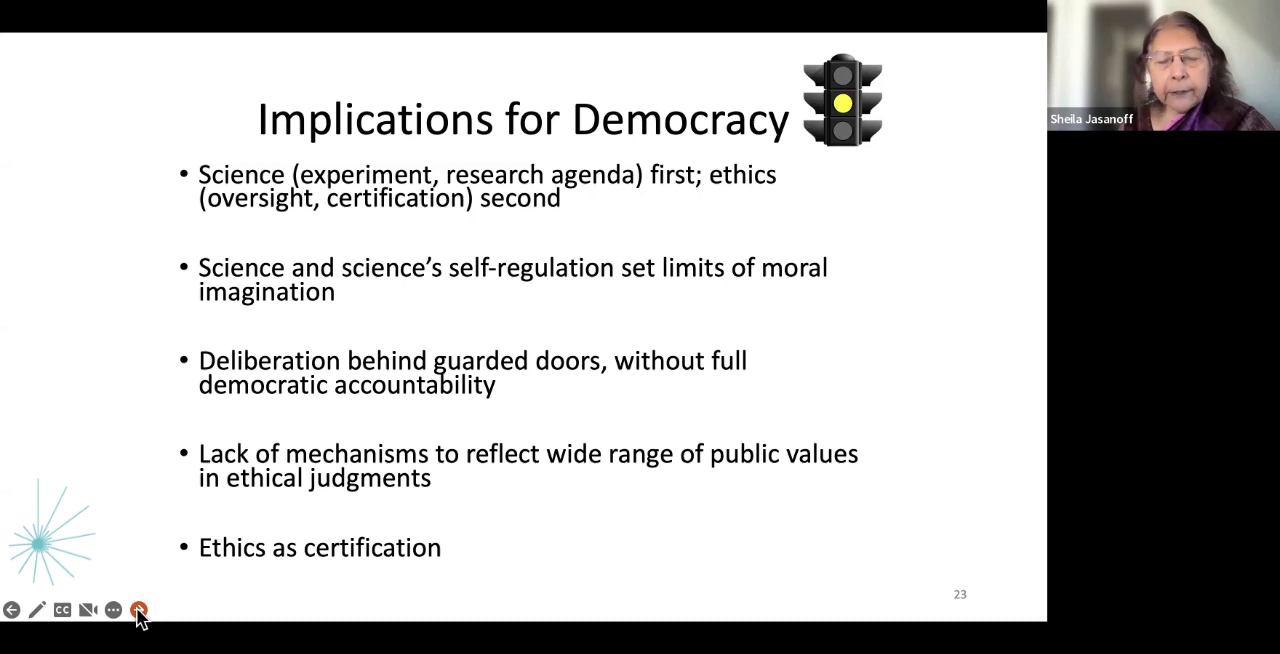 Implications for Democracy
• Science (experiment, research agenda) first; ethics
(oversight, certification) second
• Science and science's self-regulation set limits of moral
imagination
• Deliberation behind guarded doors, without full
democratic accountability
• Lack of mechanisms to reflect wide range of public values
in ethical judgments
• Ethics as certification
23
CC
Sheila Jasanoff